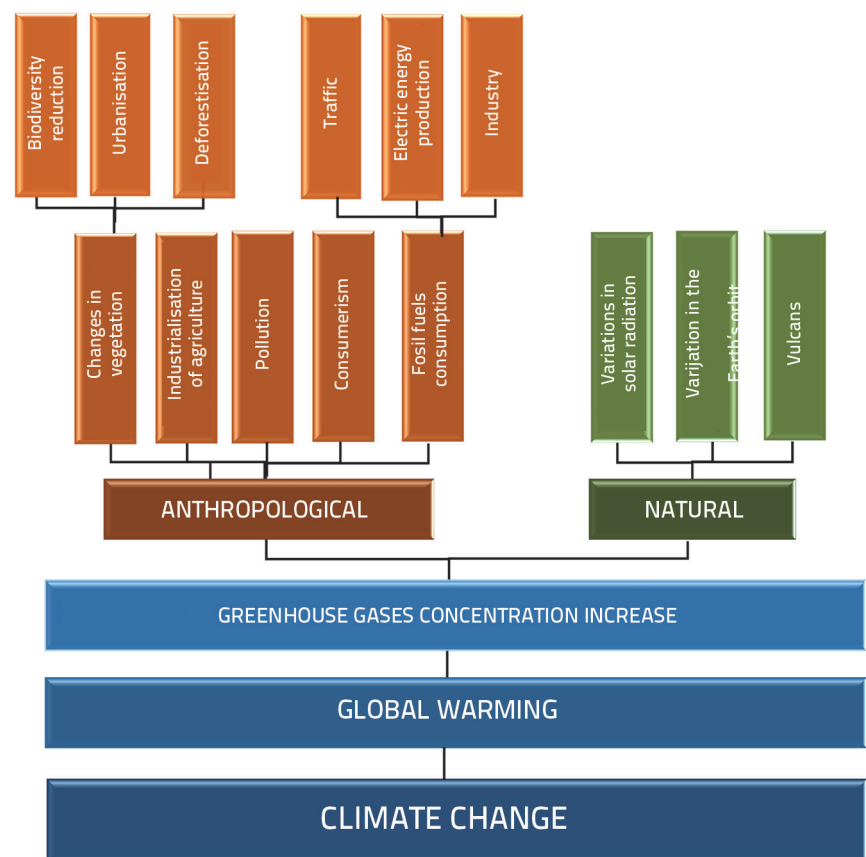 Biodiversity
reduction
Urbanisation
Deforestisation
Traffic
Electric energy
production
Industry
Changes in
vegetation
Industrialisation
of agriculture
Pollution
Consumerism
Fosil fuels
consumption
Variations in
solar radiation
Varijation in the
Earth's orbit
Vulcans
ANTHROPOLOGICAL
NATURAL
GREENHOUSE GASES CONCENTRATION INCREASE
GLOBAL WARMING
CLIMATE CHANGE